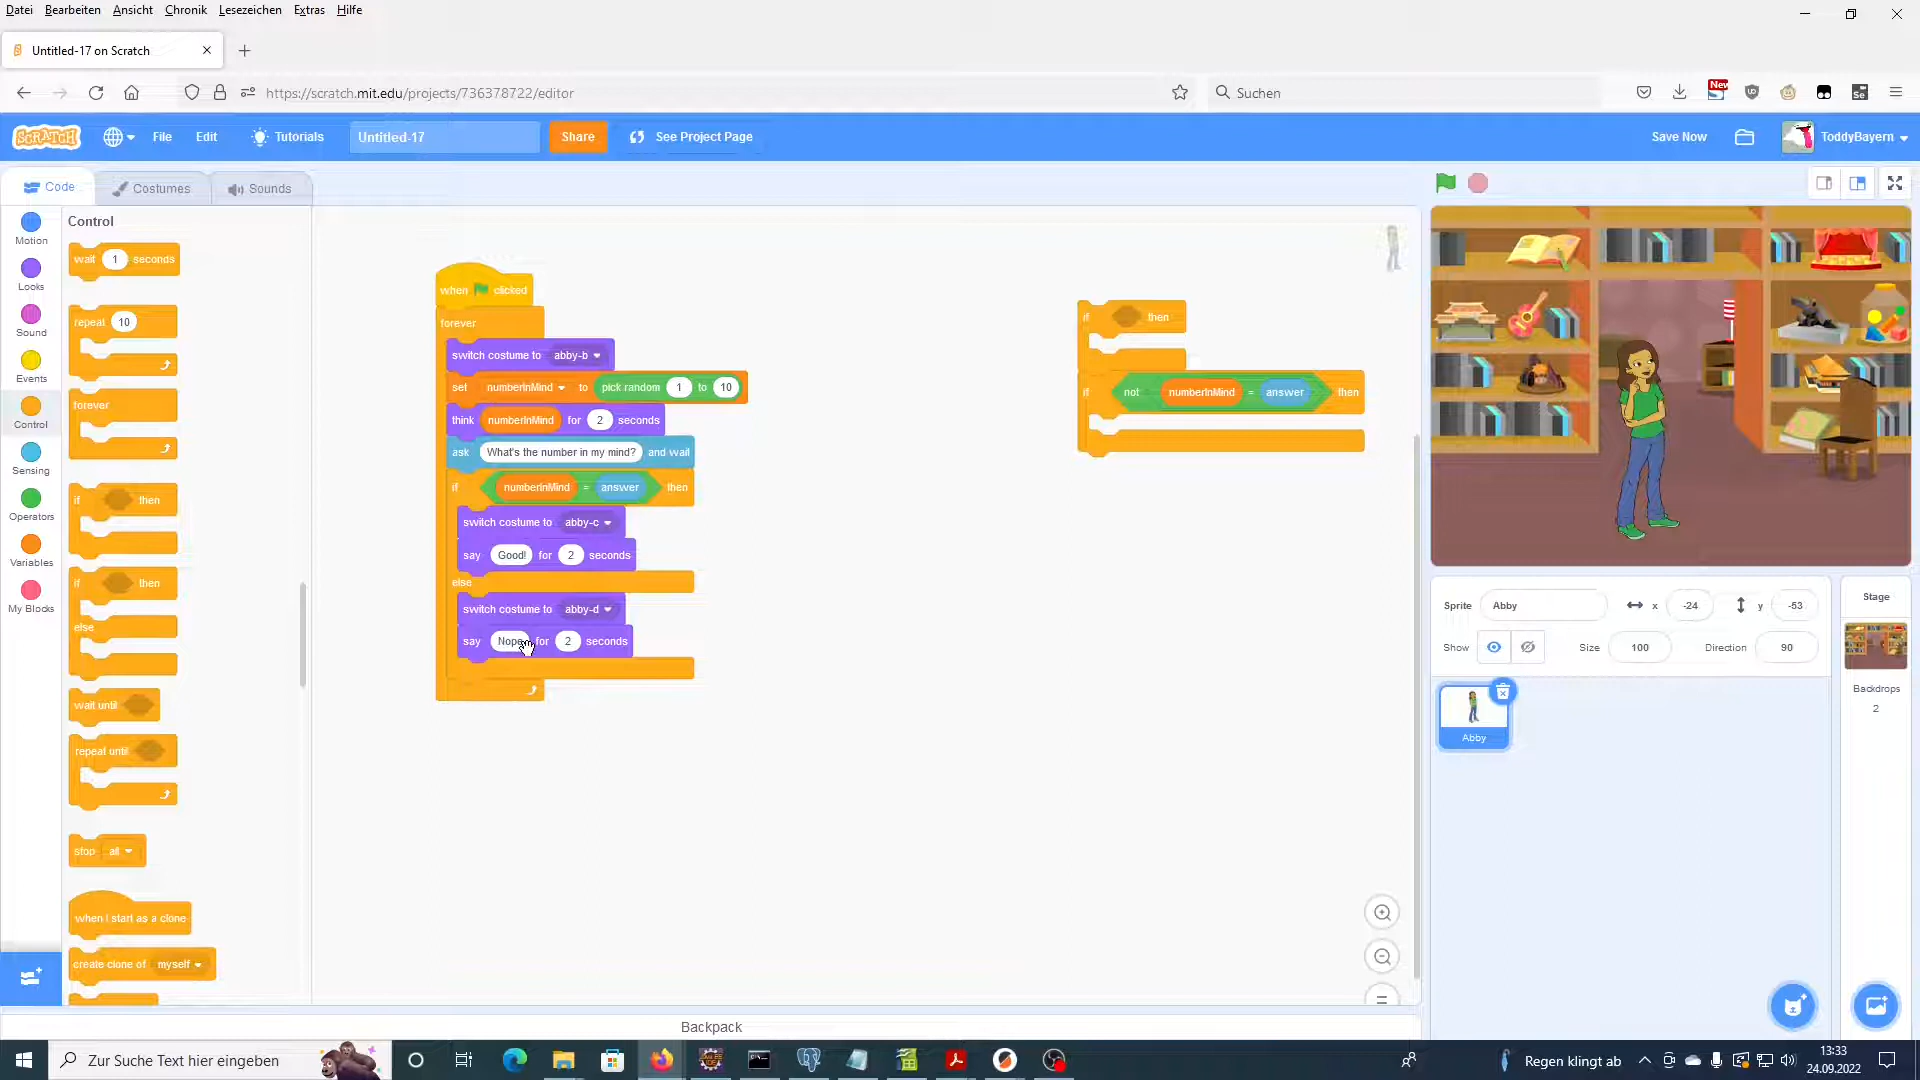 Datei Bearbeiten Ansicht Chronik Lesezeichen Extras Hilfe
Untitled-17 on Scratch
https://scratch.mit.edu/projects/736378722/editor
Suchen
New
Se
SCRATCH
File
Edit
Tutorials
Untitled-17
Share
See Project Page
Save Now
ToddyBayern
Code
Costumes
Sounds
Motion
Looks
Sound
Events
Control
Sensing
Operators
Variables
My Blocks
Control
wait 1 seconds
repeat 10
forever
if then
if then
else
wait until
repeat until
stop all
when I start as a clone
create clone of myself
when clicked
forever
switch costume to abby-b
set numberInMind to pick random 1 to 10
think numberInMind for 2 seconds
ask What's the number in my mind? and wait
if numberInMind = answer then
switch costume to abby-c
say Good! for 2 seconds
else
switch costume to abby-d
say Nope for 2 seconds
if then
if not numberInMind = answer then
Sprite Abby x -24 y -53
Show Size 100 Direction 90
Abby
Stage
Backdrops
2
Backpack
Zur Suche Text hier eingeben
Regen klingt ab
13:33
24.09.2022